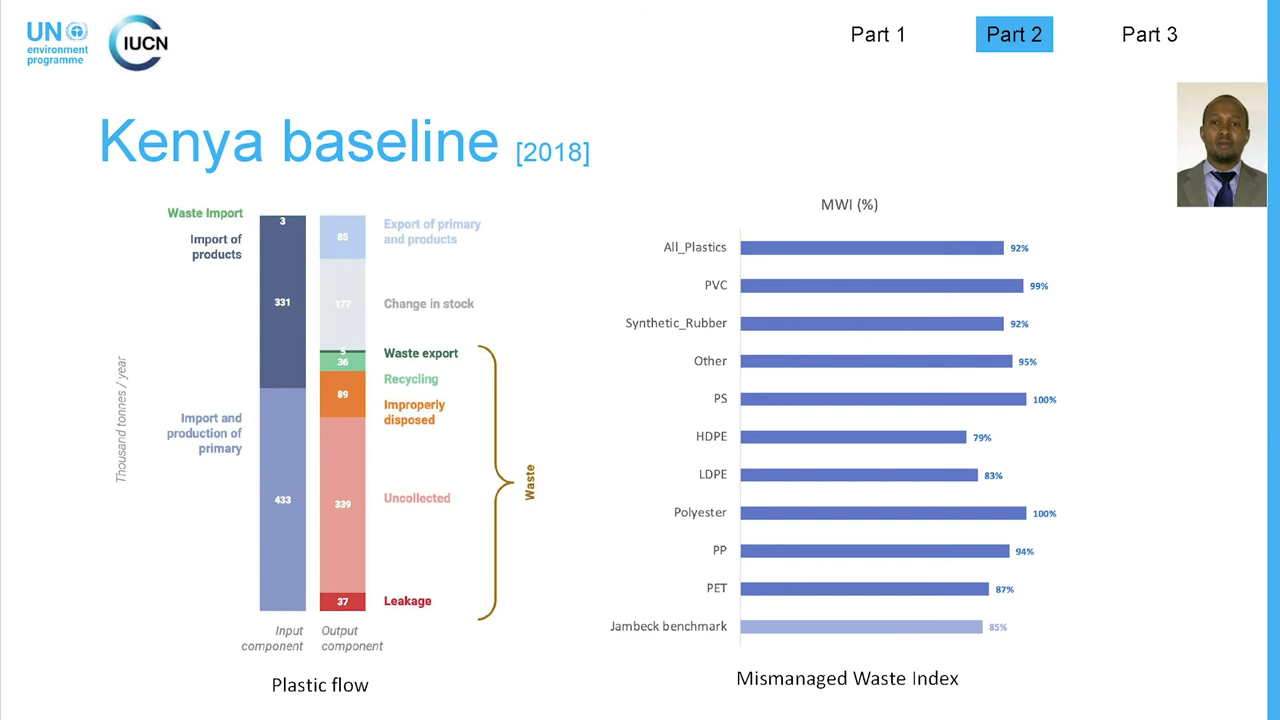 UN
environment
programme
IUCN
Part 1
Part 2
Part 3
Kenya baseline [2018]
Waste Import
Import of
products
Import and
production of
primary
Thousand tonnes / year
3
331
433
85
177
5
36
89
339
37
Export of primary
and products
Change in stock
Waste export
Recycling
Improperly
disposed
Uncollected
Leakage
Waste
Input
component
Output
component
Plastic flow
MWI (%)
All_Plastics 92%
PVC 99%
Synthetic_Rubber 92%
Other 95%
PS 100%
HDPE 79%
LDPE 83%
Polyester 100%
PP 94%
PET 87%
Jambeck benchmark 85%
Mismanaged Waste Index